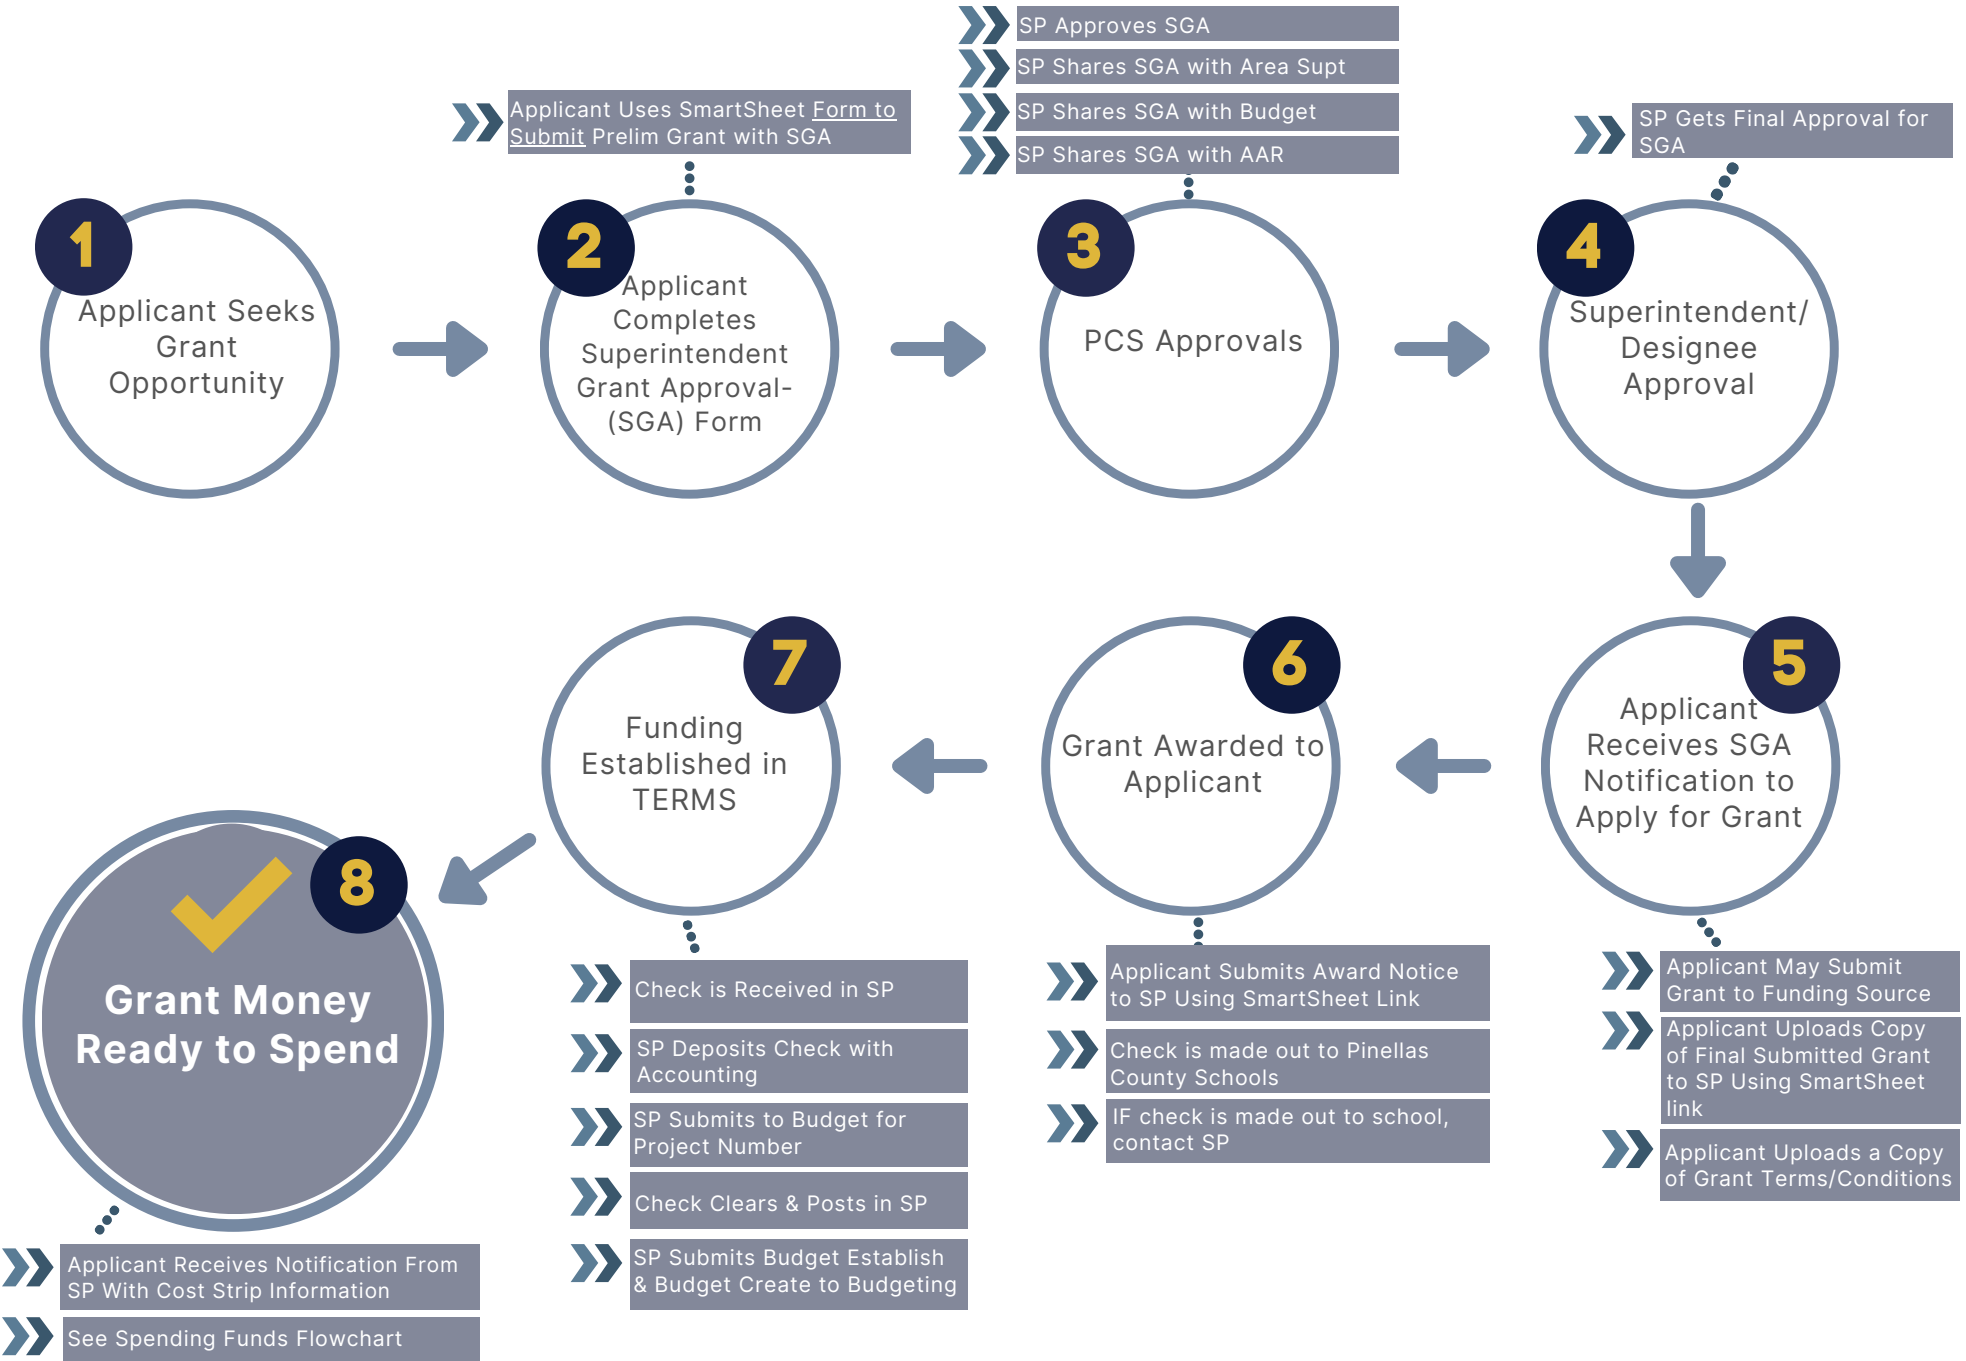 1
Applicant Seeks
Grant
Opportunity
Applicant Uses SmartSheet Form to
Submit Prelim Grant with SGA
2
Applicant
Completes
Superintendent
Grant Approval-
(SGA) Form
SP Approves SGA
SP Shares SGA with Area Supt
SP Shares SGA with Budget
SP Shares SGA with AAR
3
PCS Approvals
SP Gets Final Approval for
SGA
4
Superintendent/
Designee
Approval
5
Applicant
Receives SGA
Notification to
Apply for Grant
Applicant May Submit
Grant to Funding Source
Applicant Uploads Copy
of Final Submitted Grant
to SP Using SmartSheet
link
Applicant Uploads a Copy
of Grant Terms/Conditions
6
Grant Awarded to
Applicant
Applicant Submits Award Notice
to SP Using SmartSheet Link
Check is made out to Pinellas
County Schools
IF check is made out to school,
contact SP
7
Funding
Established in
TERMS
Check is Received in SP
SP Deposits Check with
Accounting
SP Submits to Budget for
Project Number
Check Clears & Posts in SP
SP Submits Budget Establish
& Budget Create to Budgeting
8
Grant Money
Ready to Spend
Applicant Receives Notification From
SP With Cost Strip Information
See Spending Funds Flowchart